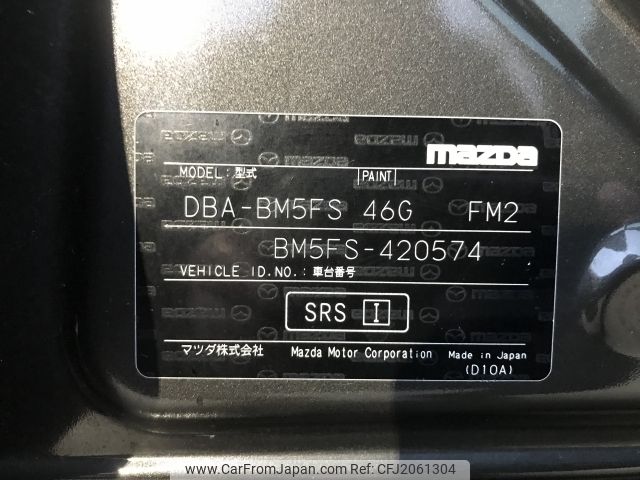 mazda
MODEL:型式 PAINT
DBA-BM5FS 46G FM2
BM5FS-420574
VEHICLE ID.NO.:車台番号
SRS I
マツダ株式会社 Mazda Motor Corporation Made in Japan
(D10A)
www.CarFromJapan.com | Ref No. CFJ2061304